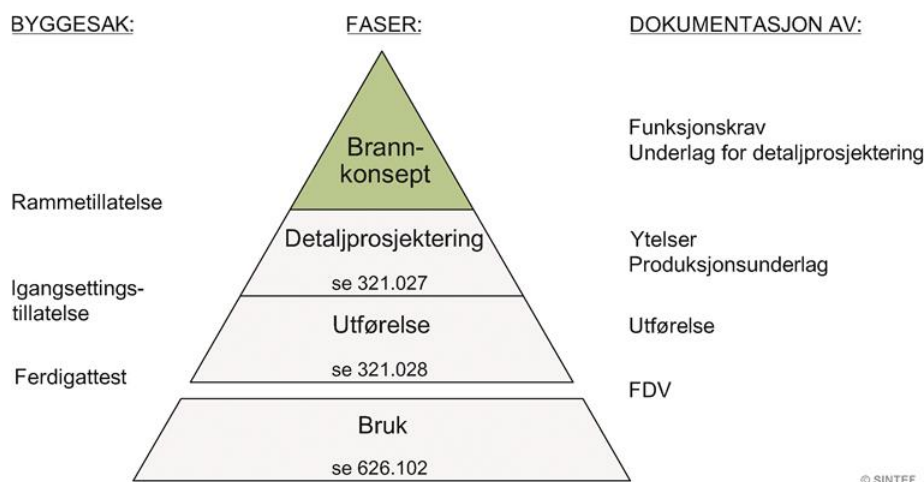 BYGGESAK:
FASER:
DOKUMENTASJON AV:
Brann-
konsept
Funksjonskrav
Underlag for detaljprosjektering
Rammetillatelse
Detaljprosjektering
se 321.027
Ytelser
Produksjonsunderlag
Igangsettings-
tillatelse
Utførelse
se 321.028
Utførelse
Ferdigattest
FDV
Bruk
se 626.102
© SINTEF